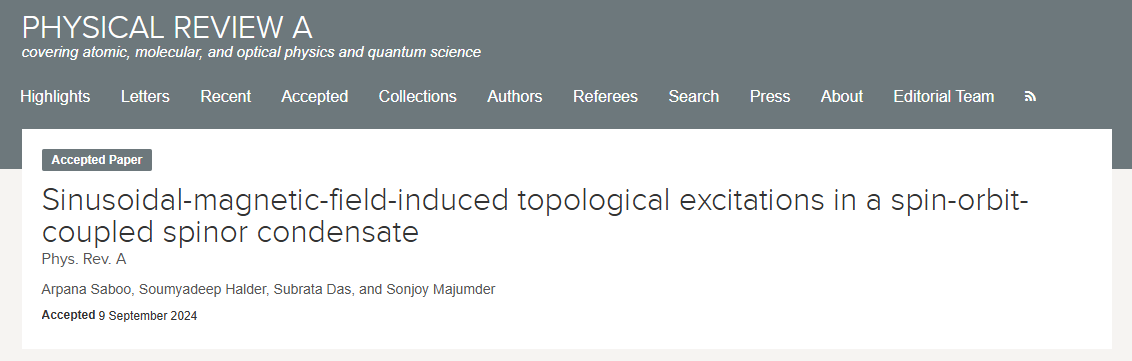 PHYSICAL REVIEW A
covering atomic, molecular, and optical physics and quantum science
Highlights Letters Recent Accepted Collections Authors Referees Search Press About Editorial Team
Accepted Paper
Sinusoidal-magnetic-field-induced topological excitations in a spin-orbit-
coupled spinor condensate
Phys. Rev. A
Arpana Saboo, Soumyadeep Halder, Subrata Das, and Sonjoy Majumder
Accepted 9 September 2024